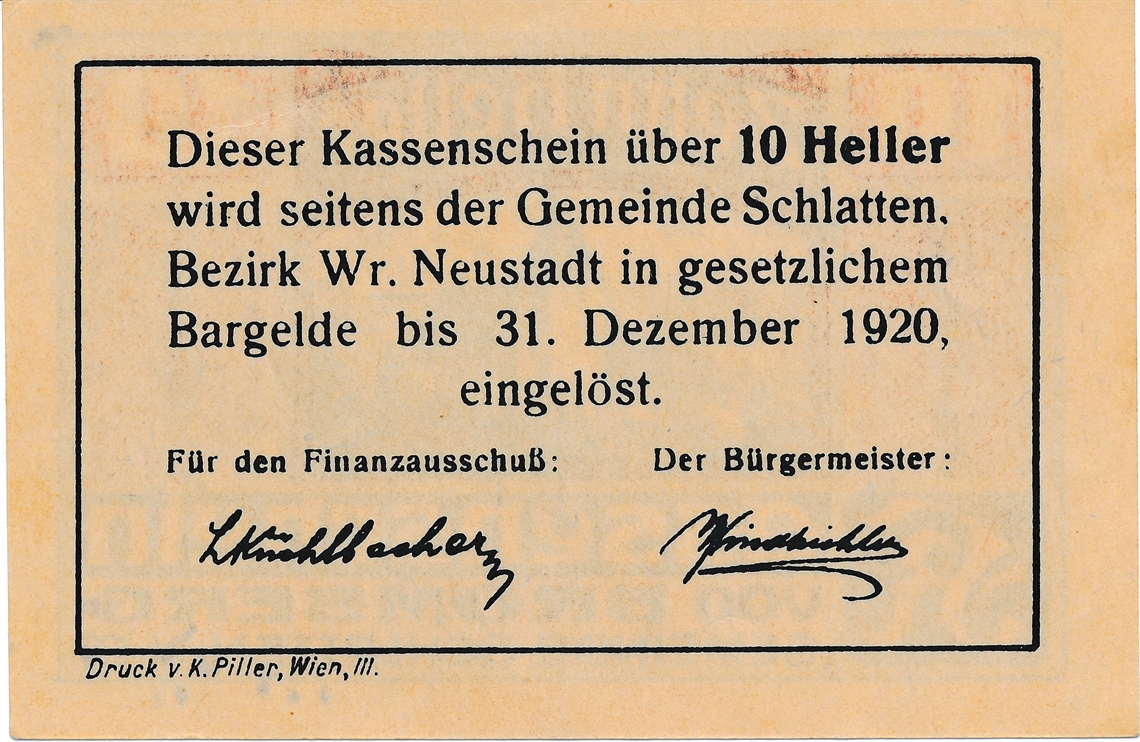 Dieser Kassenschein über 10 Heller
wird seitens der Gemeinde Schlatten.
Bezirk Wr. Neustadt in gesetzlichem
Bargelde bis 31. Dezember 1920,
eingelöst.
Für den Finanzausschuß: Der Bürgermeister:
Druck v. K. Piller, Wien, III.